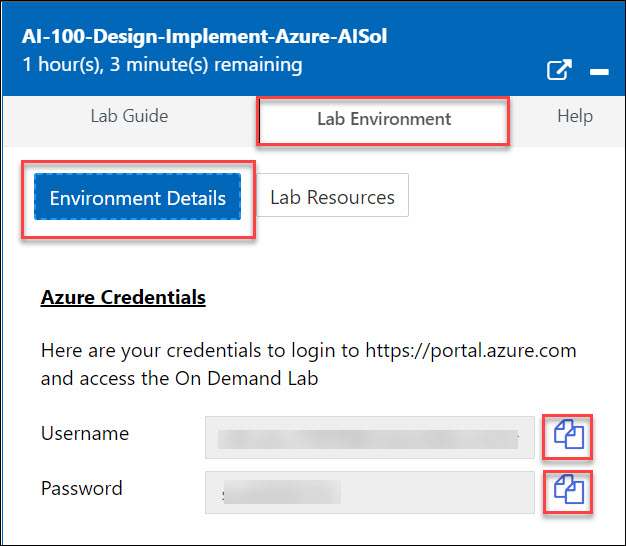 AI-100-Design-Implement-Azure-AISol
1 hour(s), 3 minute(s) remaining
Lab Guide
Lab Environment
Help
Environment Details
Lab Resources
Azure Credentials
Here are your credentials to login to https://portal.azure.com
and access the On Demand Lab
Username
Password